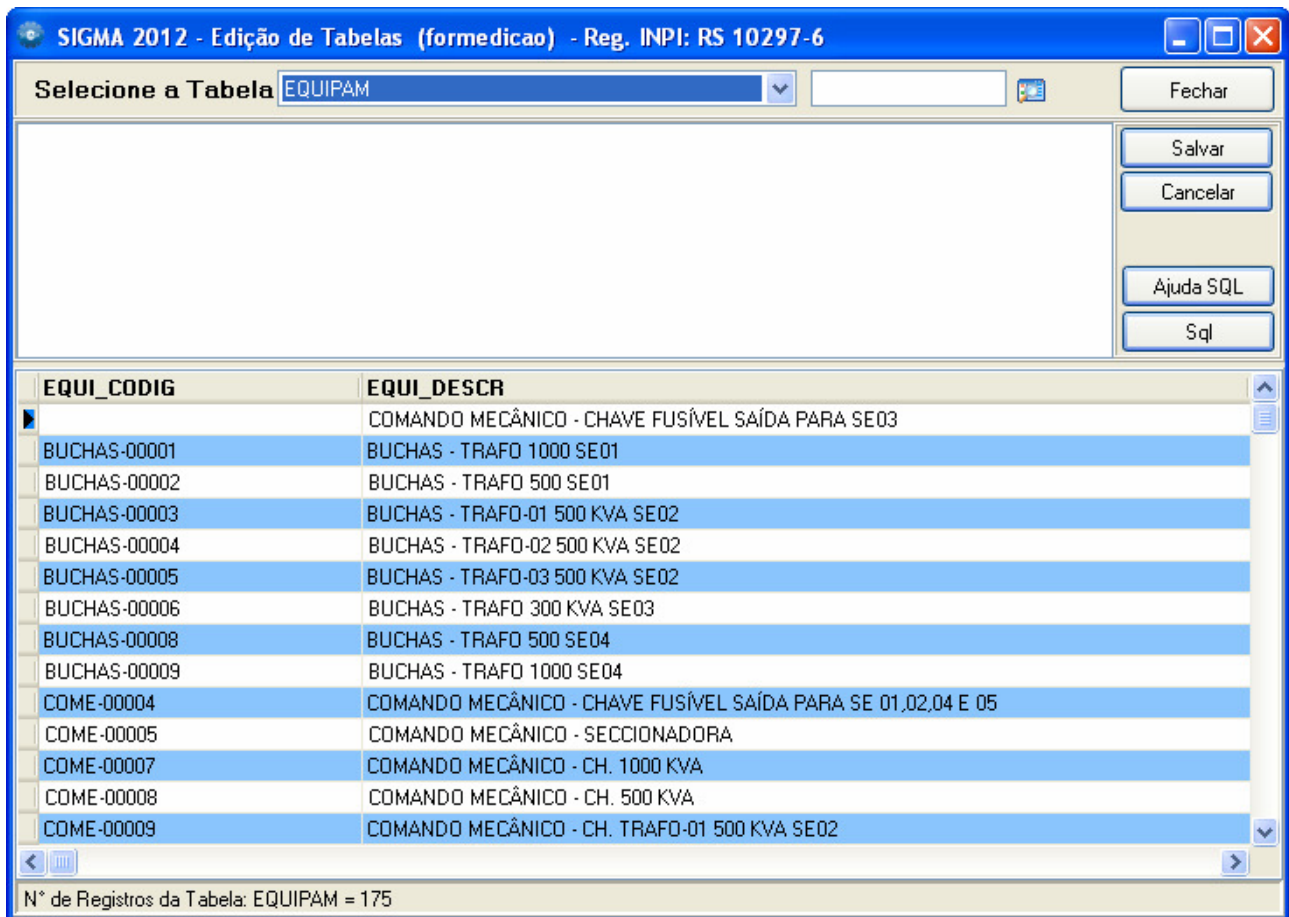 SIGMA 2012 - Edição de Tabelas (formedicao) - Reg. INPI: RS 10297-6
Selecione a Tabela EQUIPAM Fechar
Salvar
Cancelar
Ajuda SQL
Sql
EQUI_CODIG EQUI_DESCR
COMANDO MECÂNICO - CHAVE FUSÍVEL SAÍDA PARA SE03
BUCHAS-00001 BUCHAS - TRAFO 1000 SE01
BUCHAS-00002 BUCHAS - TRAFO 500 SE01
BUCHAS-00003 BUCHAS - TRAFO-01 500 KVA SE02
BUCHAS-00004 BUCHAS - TRAFO-02 500 KVA SE02
BUCHAS-00005 BUCHAS - TRAFO-03 500 KVA SE02
BUCHAS-00006 BUCHAS - TRAFO 300 KVA SE03
BUCHAS-00008 BUCHAS - TRAFO 500 SE04
BUCHAS-00009 BUCHAS - TRAFO 1000 SE04
COME-00004 COMANDO MECÂNICO - CHAVE FUSÍVEL SAÍDA PARA SE 01,02,04 E 05
COME-00005 COMANDO MECÂNICO - SECCIONADORA
COME-00007 COMANDO MECÂNICO - CH. 1000 KVA
COME-00008 COMANDO MECÂNICO - CH. 500 KVA
COME-00009 COMANDO MECÂNICO - CH. TRAFO-01 500 KVA SE02
N° de Registros da Tabela: EQUIPAM = 175